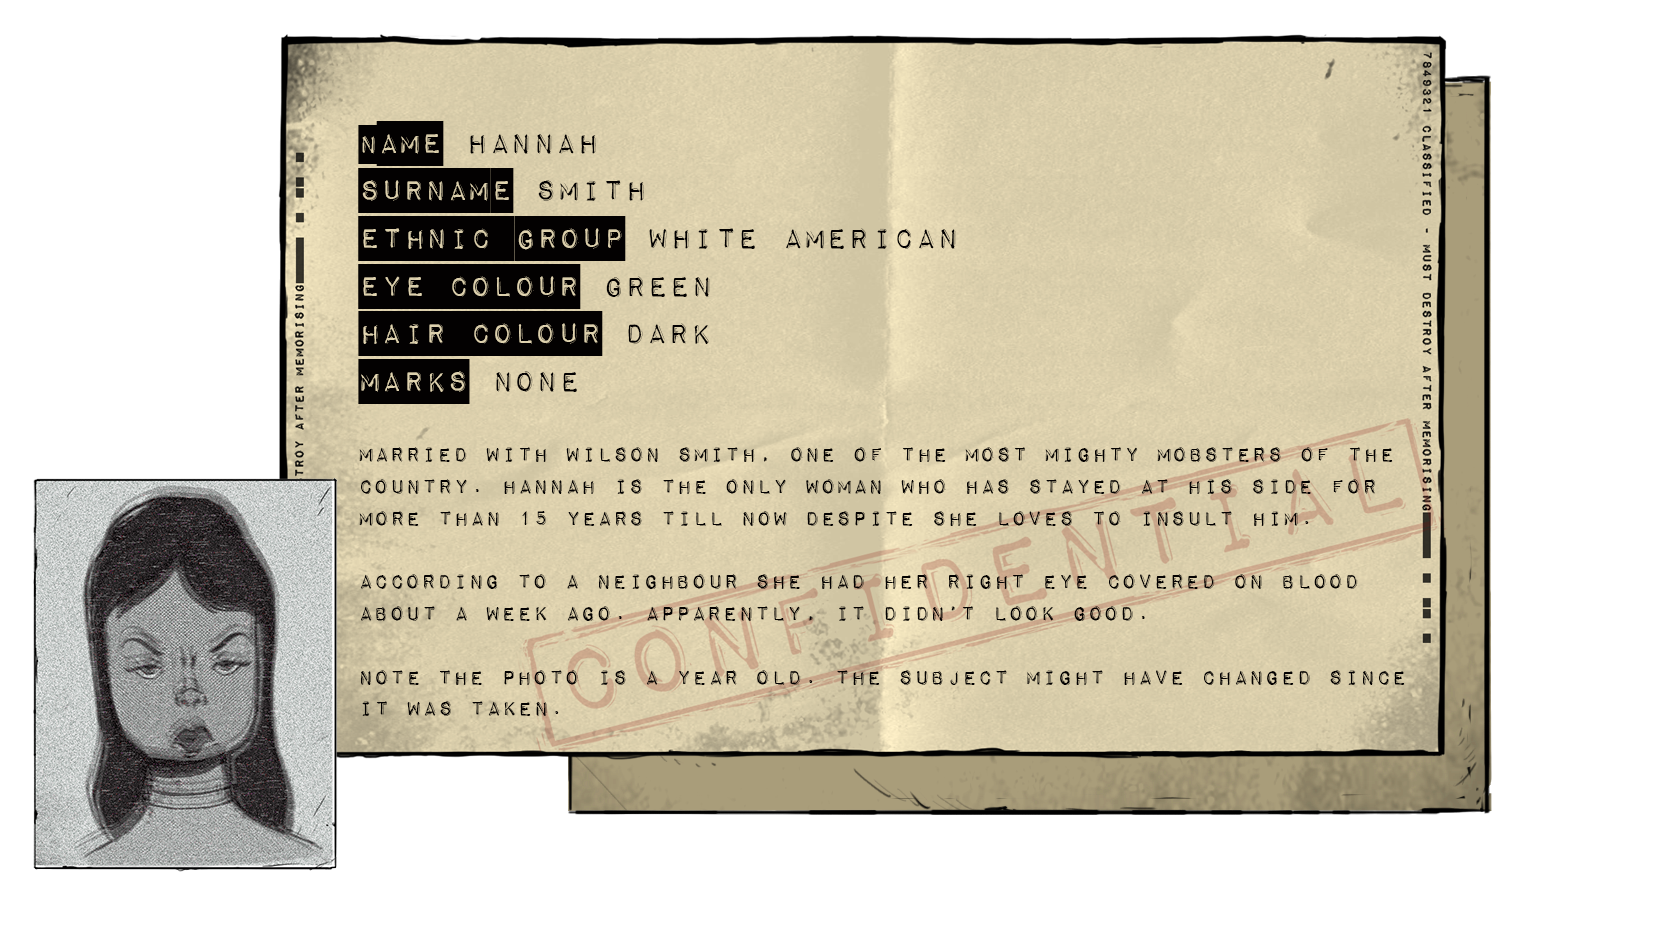 NAME HANNAH
SURNAME SMITH
ETHNIC GROUP WHITE AMERICAN
EYE COLOUR GREEN
HAIR COLOUR DARK
MARKS NONE
MARRIED WITH WILSON SMITH. ONE OF THE MOST MIGHTY MOBSTERS OF THE
COUNTRY. HANNAH IS THE ONLY WOMAN WHO HAS STAYED AT HIS SIDE FOR
MORE THAN 15 YEARS TILL NOW DESPITE SHE LOVES TO INSULT HIM.
ACCORDING TO A NEIGHBOUR SHE HAD HER RIGHT EYE COVERED ON BLOOD
ABOUT A WEEK AGO. APPARENTLY, IT DIDN'T LOOK GOOD.
NOTE THE PHOTO IS A YEAR OLD. THE SUBJECT MIGHT HAVE CHANGED SINCE
IT WAS TAKEN.
CONFIDENTIAL
TROY AFTER MEMORISING
7849321 CLASSIFIED - MUST DESTROY AFTER MEMORISING